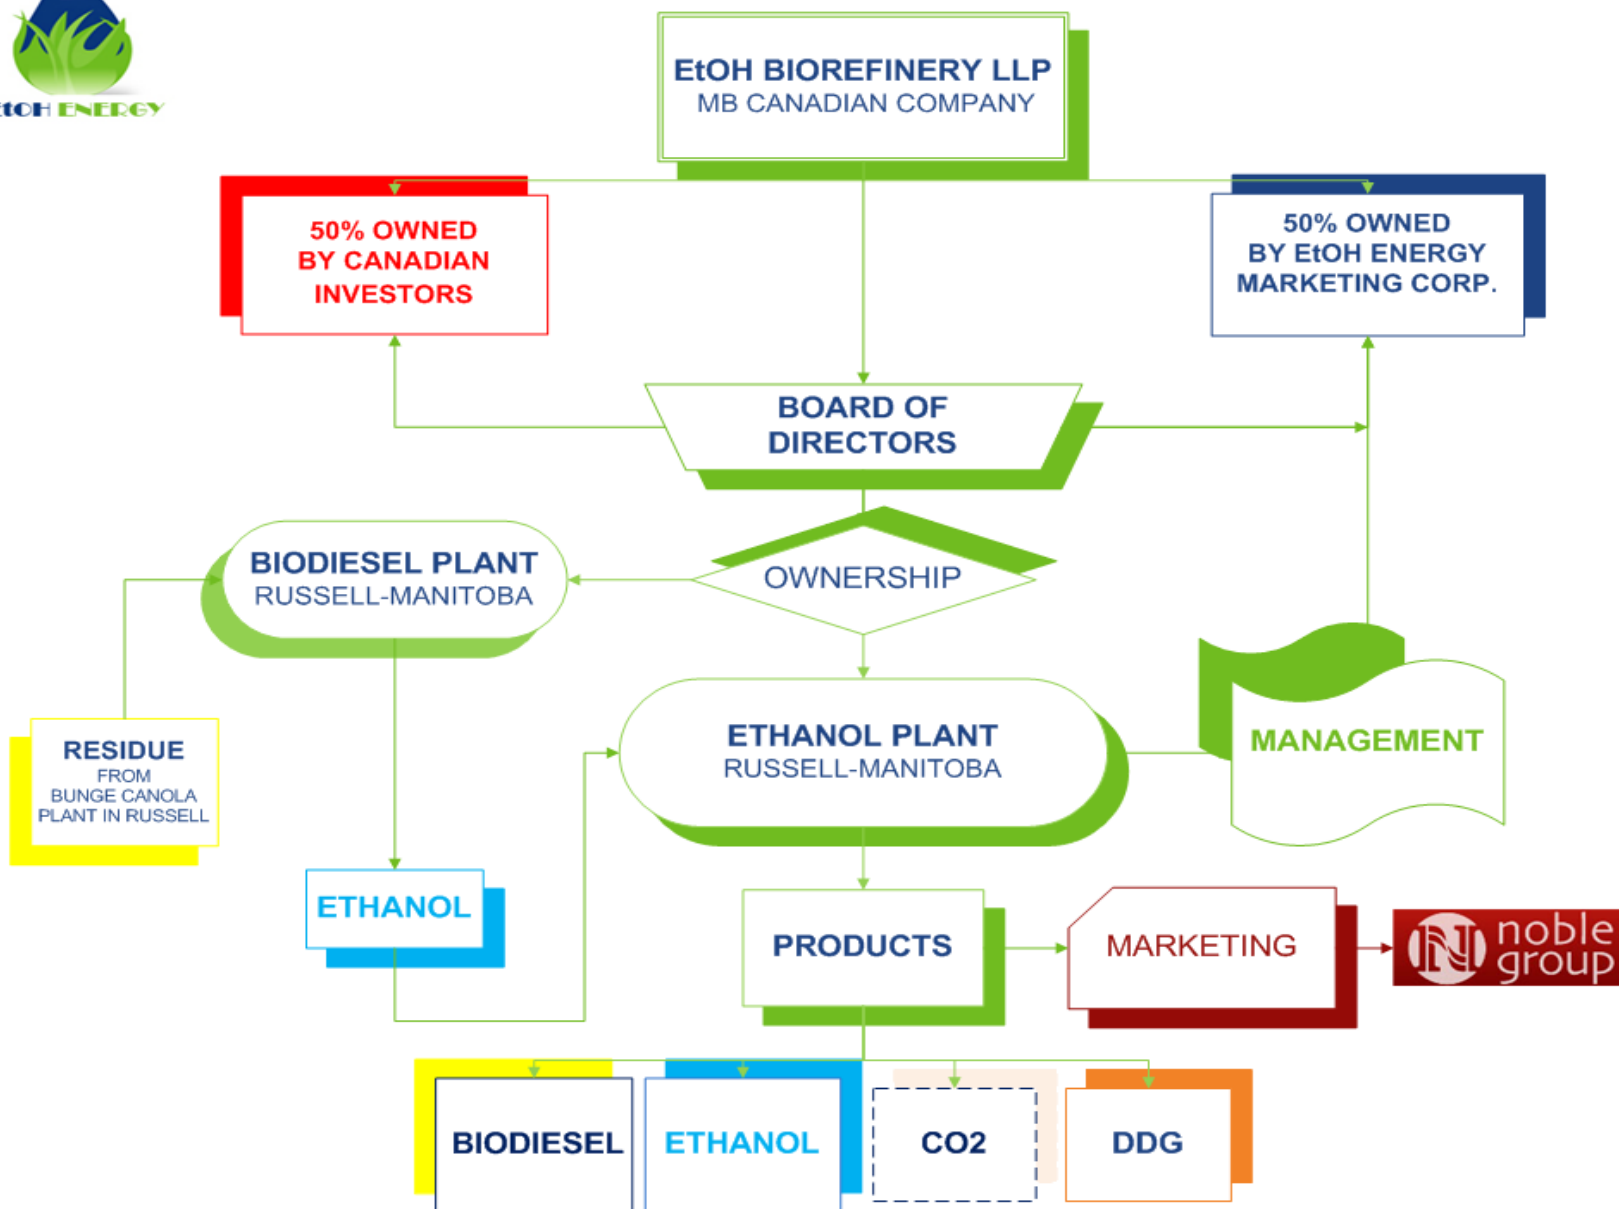 EtOH ENERGY
EtOH BIOREFINERY LLP
MB CANADIAN COMPANY
50% OWNED
BY CANADIAN
INVESTORS
50% OWNED
BY EtOH ENERGY
MARKETING CORP.
BOARD OF
DIRECTORS
BIODIESEL PLANT
RUSSELL-MANITOBA
OWNERSHIP
RESIDUE
FROM
BUNGE CANOLA
PLANT IN RUSSELL
ETHANOL PLANT
RUSSELL-MANITOBA
MANAGEMENT
ETHANOL
PRODUCTS
MARKETING
noble
group
BIODIESEL
ETHANOL
CO2
DDG